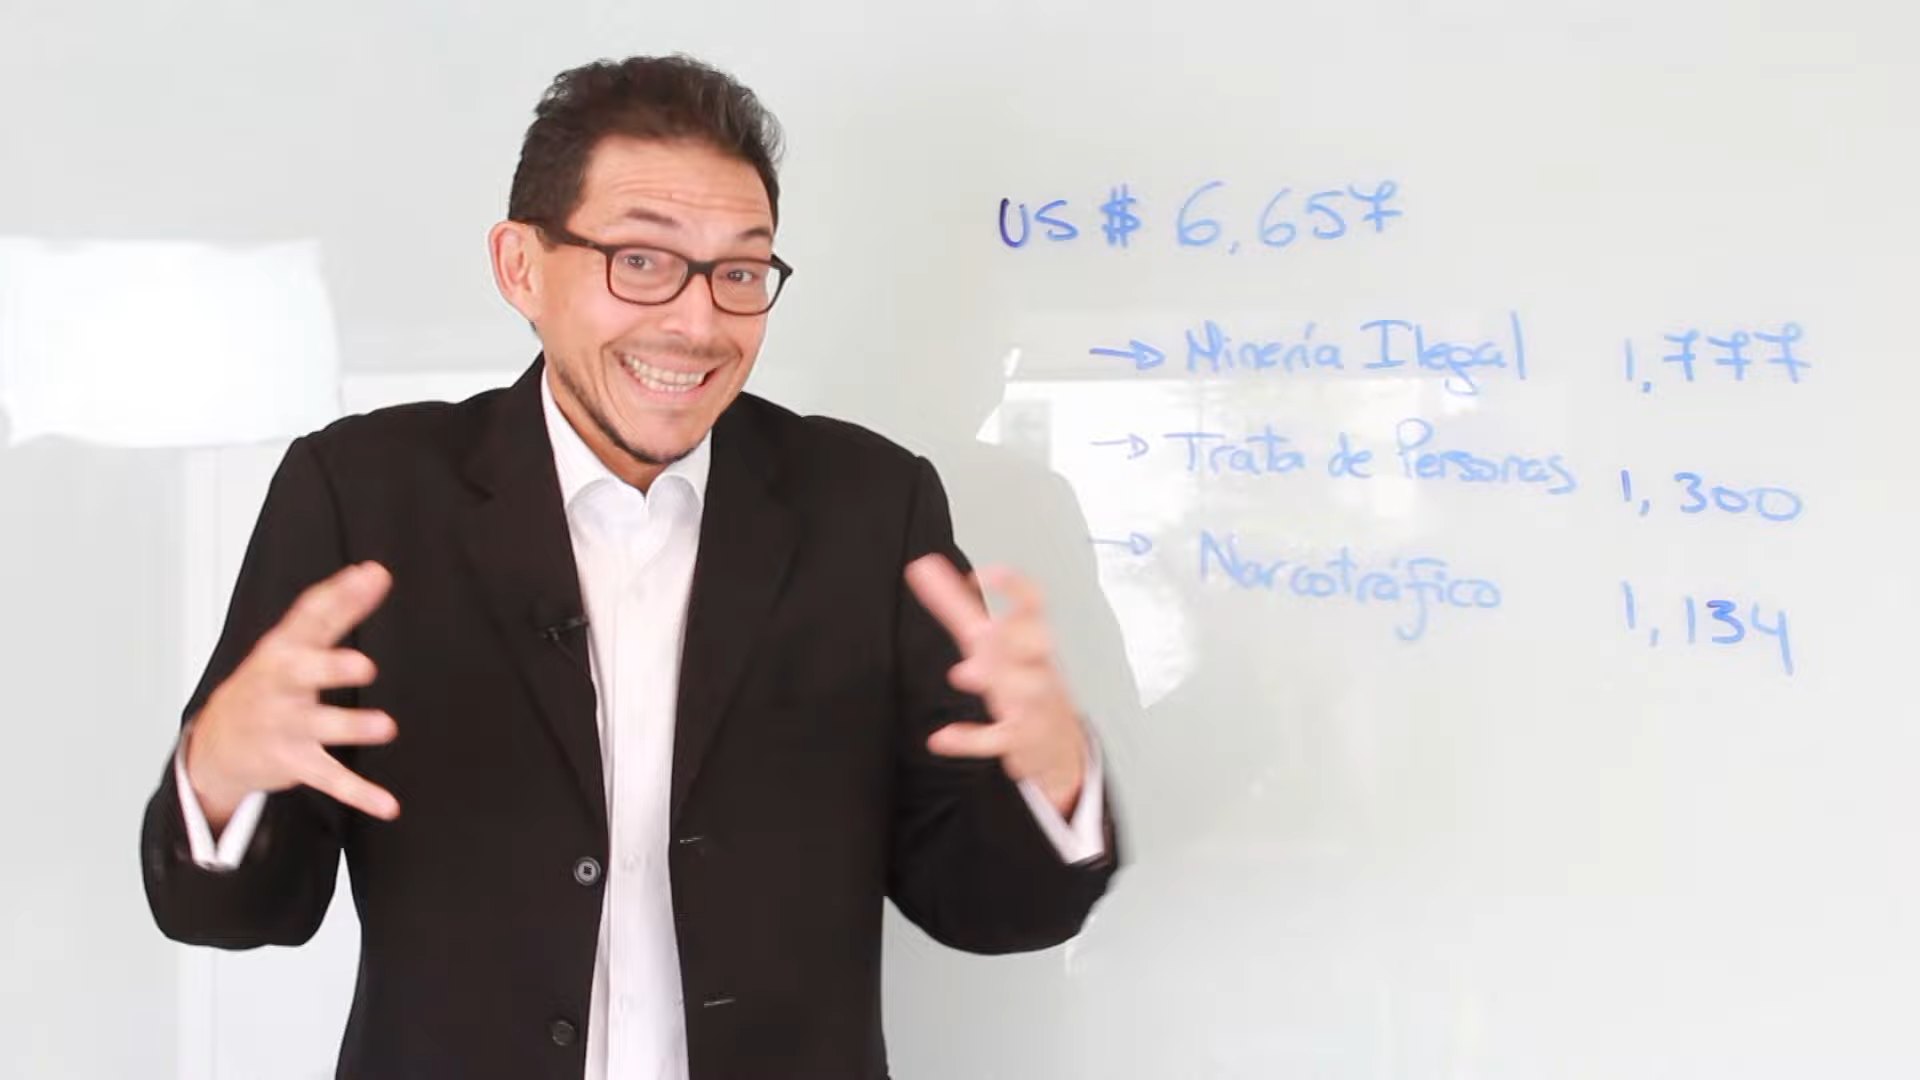 US $ 6,657
→ Minería Ilegal 1,777
→ Trata de Personas 1,300
→ Narcotráfico 1,134